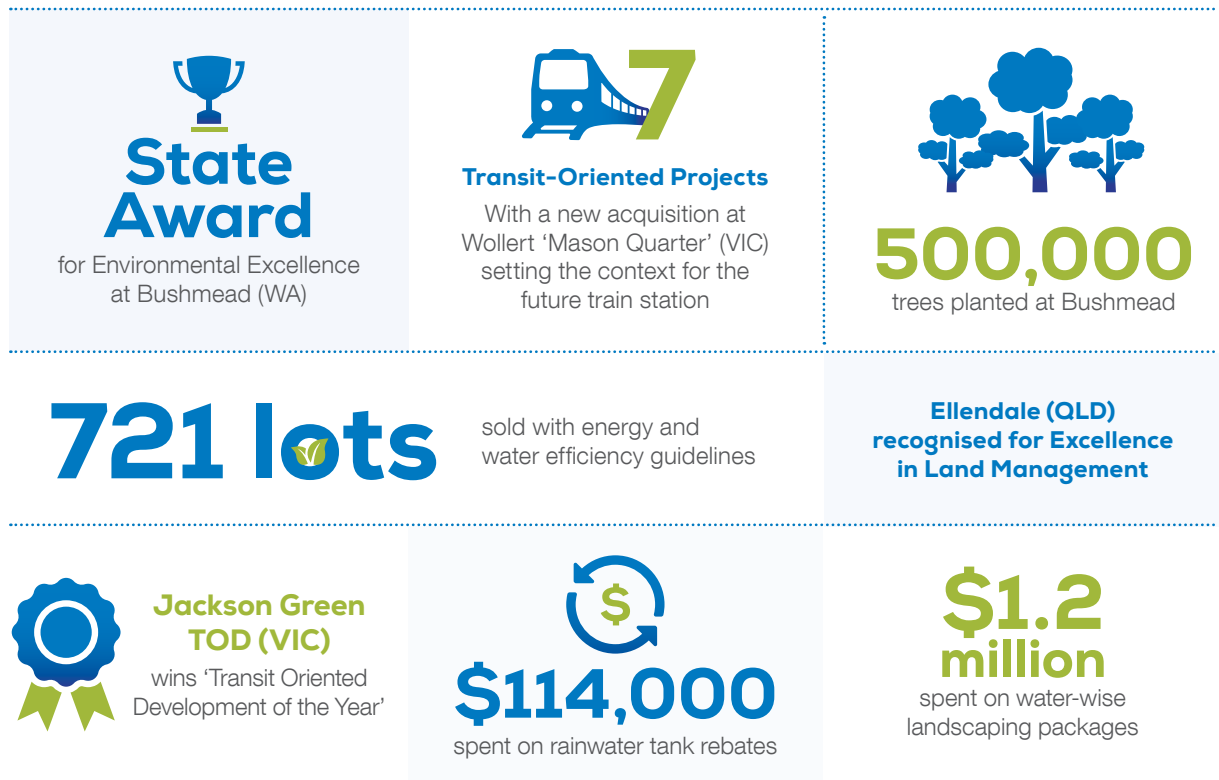 State
Award
for Environmental Excellence
at Bushmead (WA)
7
Transit-Oriented Projects
With a new acquisition at
Wollert ‘Mason Quarter’ (VIC)
setting the context for the
future train station
500,000
trees planted at Bushmead
721 lots
sold with energy and
water efficiency guidelines
Ellendale (QLD)
recognised for Excellence
in Land Management
Jackson Green
TOD (VIC)
wins ‘Transit Oriented
Development of the Year’
$
$114,000
spent on rainwater tank rebates
$1.2
million
spent on water-wise
landscaping packages